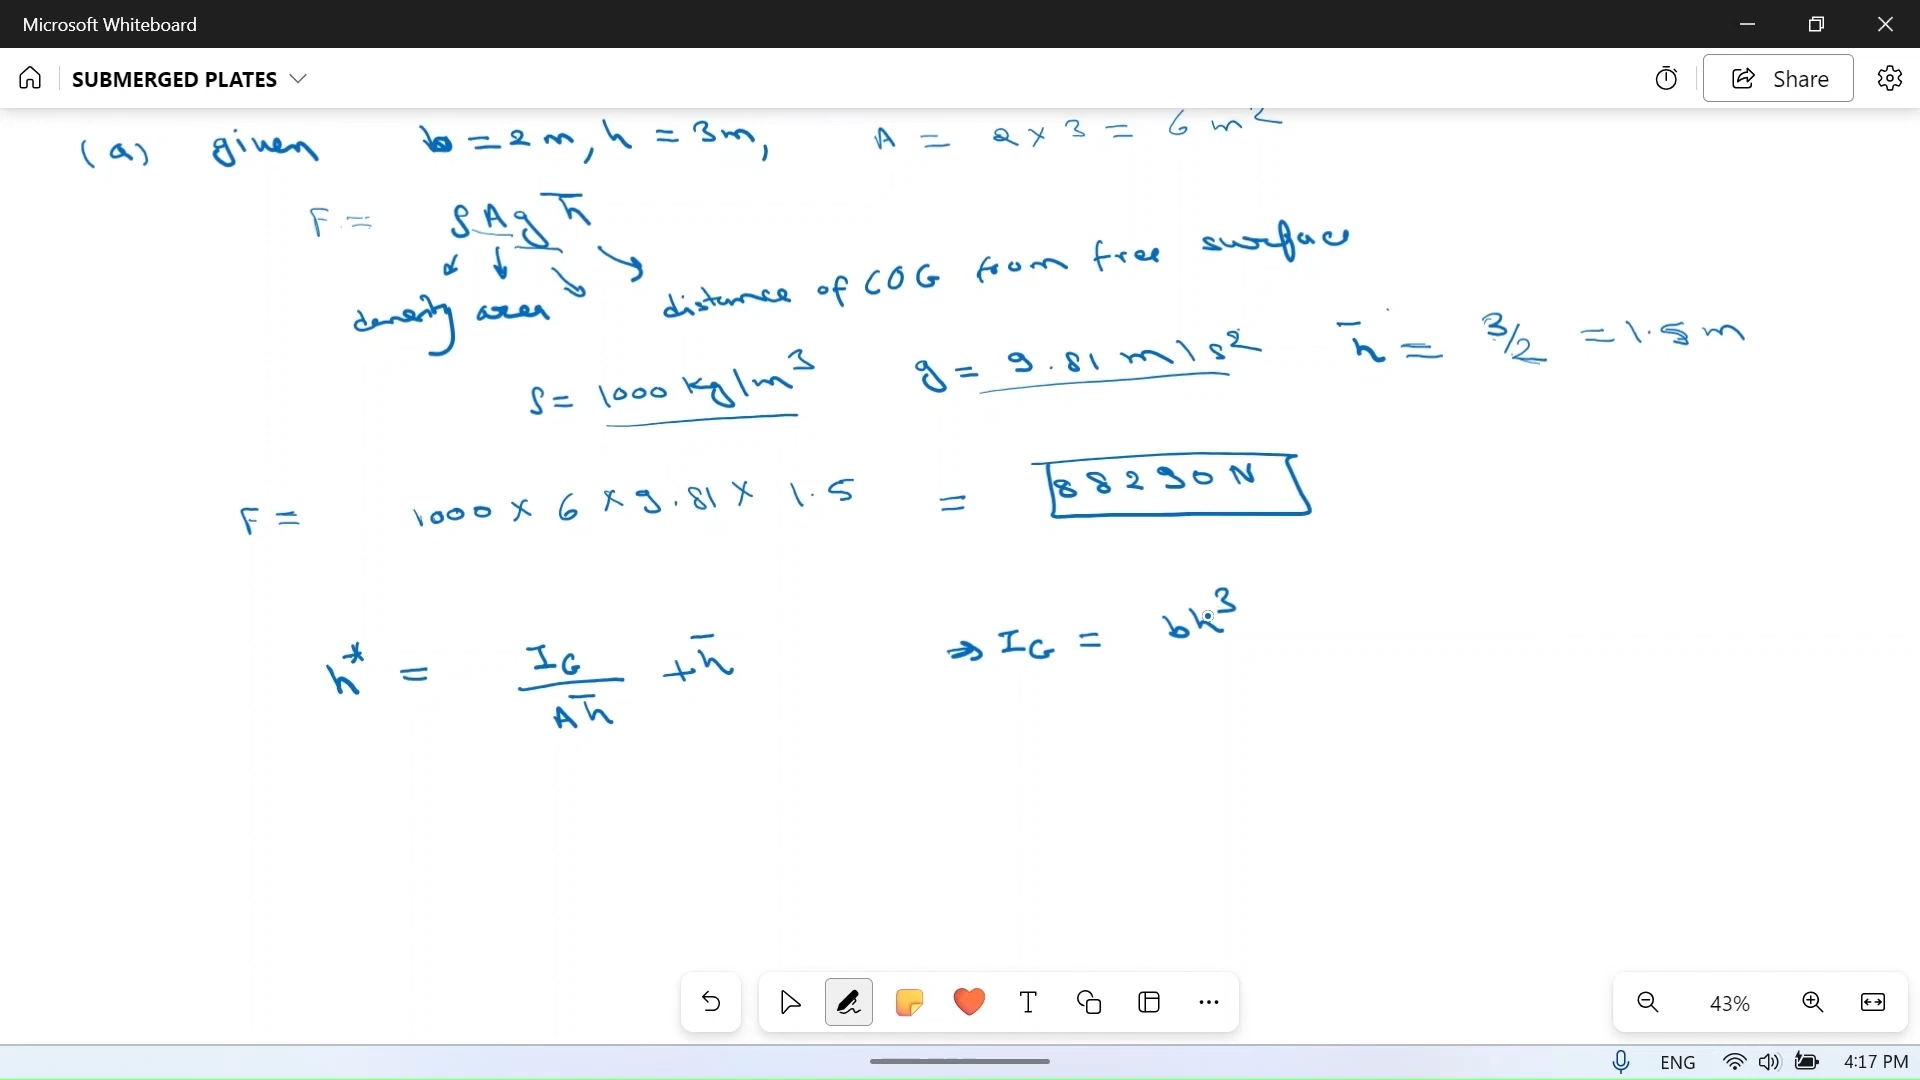 Microsoft Whiteboard
SUBMERGED PLATES
Share
(a) given b = 2 m, h = 3m, A = 2 x 3 = 6 m2
F = ρAgh̄
density area distance of COG from free surface
ρ = 1000 kg/m3 g = 9.81 m/s2 h̄ = 3/2 = 1.5 m
F = 1000 x 6 x 9.81 x 1.5 = 88290 N
h* = IG/Ah̄ + h̄ ⇒ IG = bh3
T
43%
ENG
4:17 PM